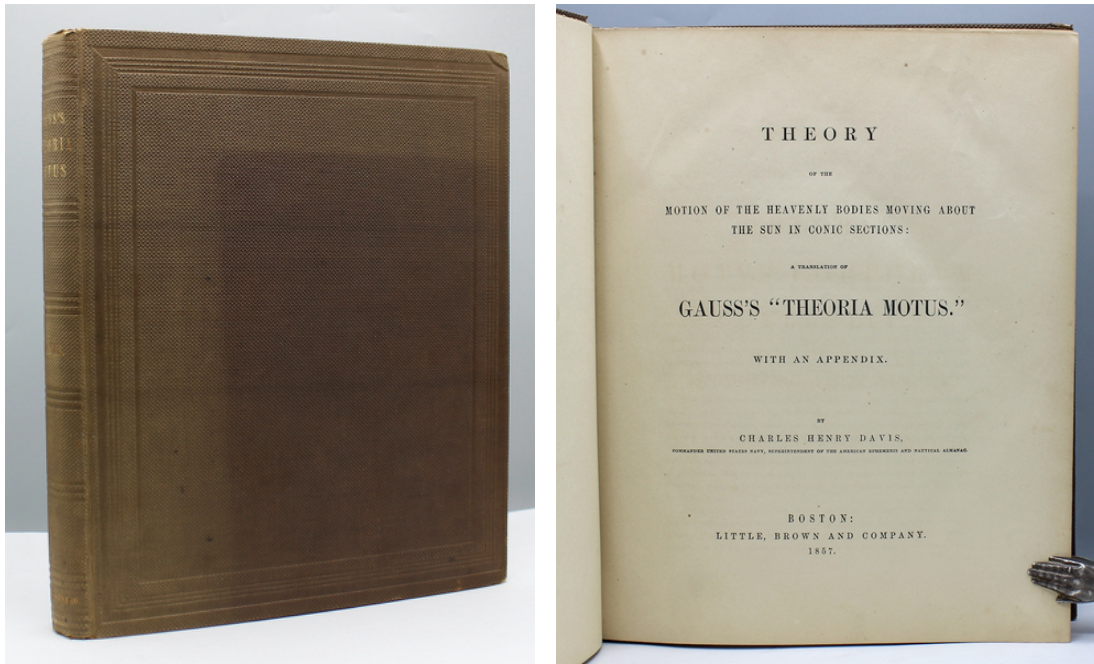 THEORY
OF THE
MOTION OF THE HEAVENLY BODIES MOVING ABOUT
THE SUN IN CONIC SECTIONS:
A TRANSLATION OF
GAUSS'S "THEORIA MOTUS."
WITH AN APPENDIX.
BY
CHARLES HENRY DAVIS,
COMMANDER UNITED STATES NAVY, SUPERINTENDENT OF THE AMERICAN EPHEMERIS AND NAUTICAL ALMANAC.
BOSTON:
LITTLE, BROWN AND COMPANY.
1857.